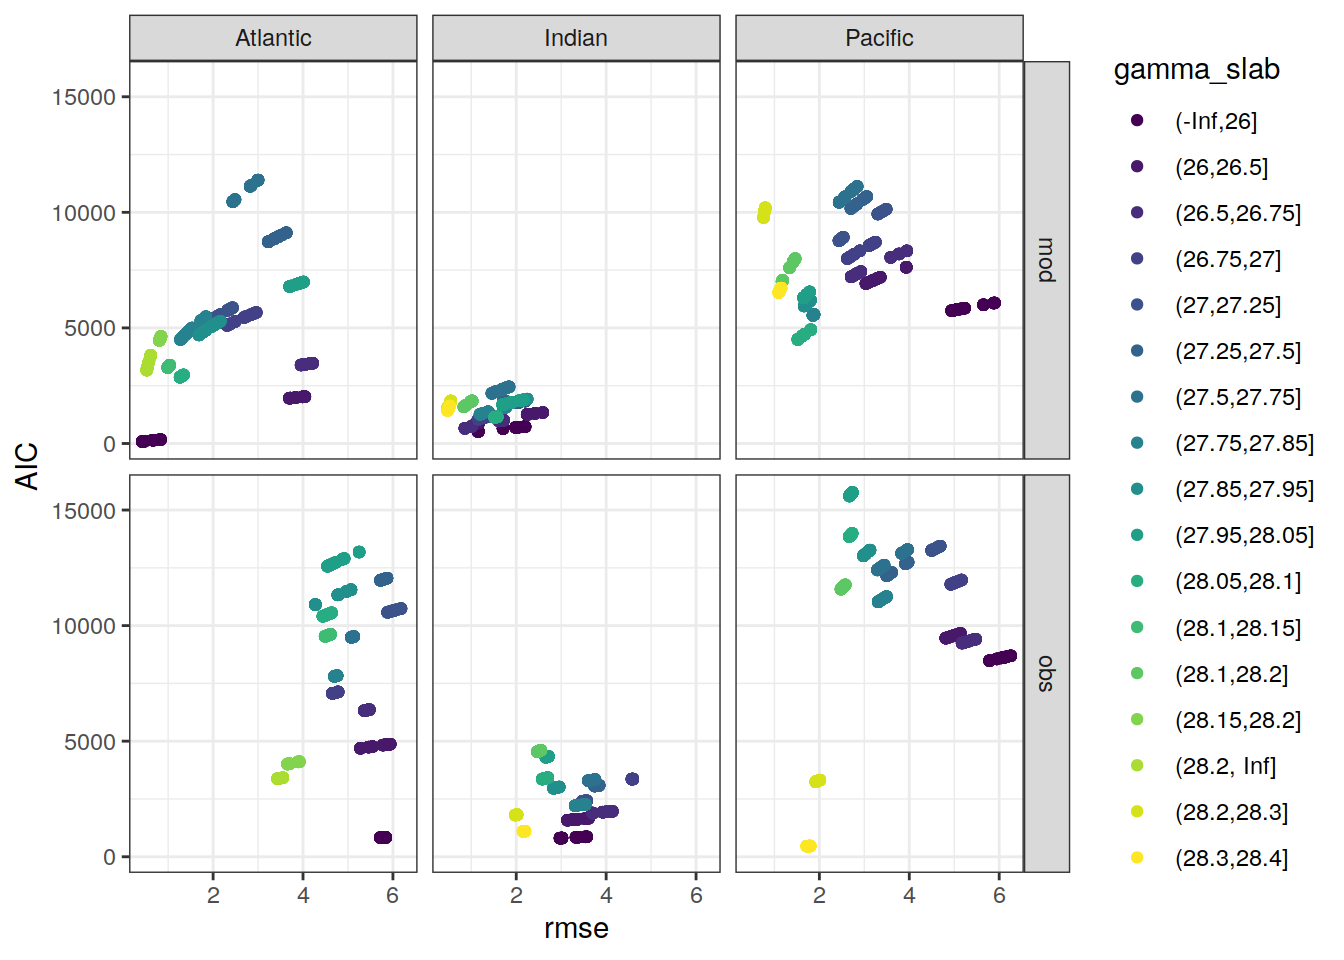 Atlantic Indian Pacific
mod
obs
15000
10000
5000
0
15000
10000
5000
0
AIC
2 4 6 2 4 6 2 4 6
rmse
gamma_slab
(-Inf,26]
(26,26.5]
(26.5,26.75]
(26.75,27]
(27,27.25]
(27.25,27.5]
(27.5,27.75]
(27.75,27.85]
(27.85,27.95]
(27.95,28.05]
(28.05,28.1]
(28.1,28.15]
(28.1,28.2]
(28.15,28.2]
(28.2, Inf]
(28.2,28.3]
(28.3,28.4]